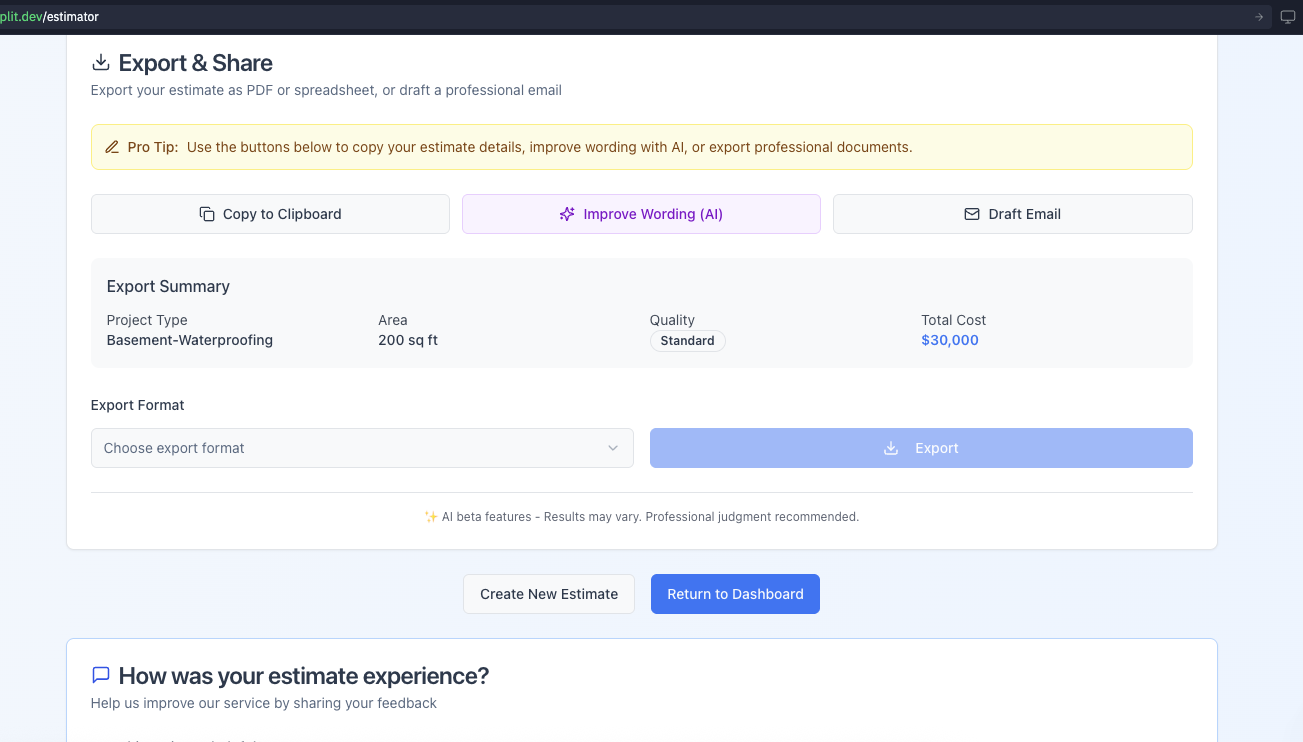 plit.dev/estimator
Export & Share
Export your estimate as PDF or spreadsheet, or draft a professional email
Pro Tip: Use the buttons below to copy your estimate details, improve wording with AI, or export professional documents.
Copy to Clipboard
Improve Wording (AI)
Draft Email
Export Summary
Project Type
Basement-Waterproofing
Area
200 sq ft
Quality
Standard
Total Cost
$30,000
Export Format
Choose export format
Export
✨ AI beta features - Results may vary. Professional judgment recommended.
Create New Estimate
Return to Dashboard
How was your estimate experience?
Help us improve our service by sharing your feedback